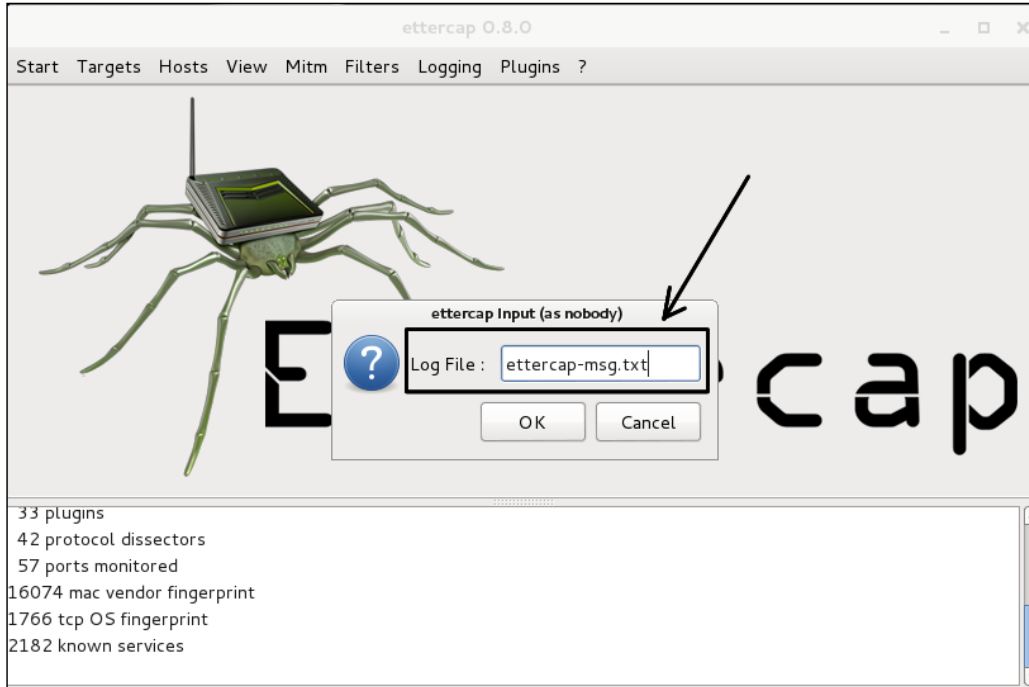 ettercap 0.8.0
Start Targets Hosts View Mitm Filters Logging Plugins ?
E cap
ettercap Input (as nobody)
Log File : ettercap-msg.txt
OK Cancel
33 plugins
42 protocol dissectors
57 ports monitored
16074 mac vendor fingerprint
1766 tcp OS fingerprint
2182 known services